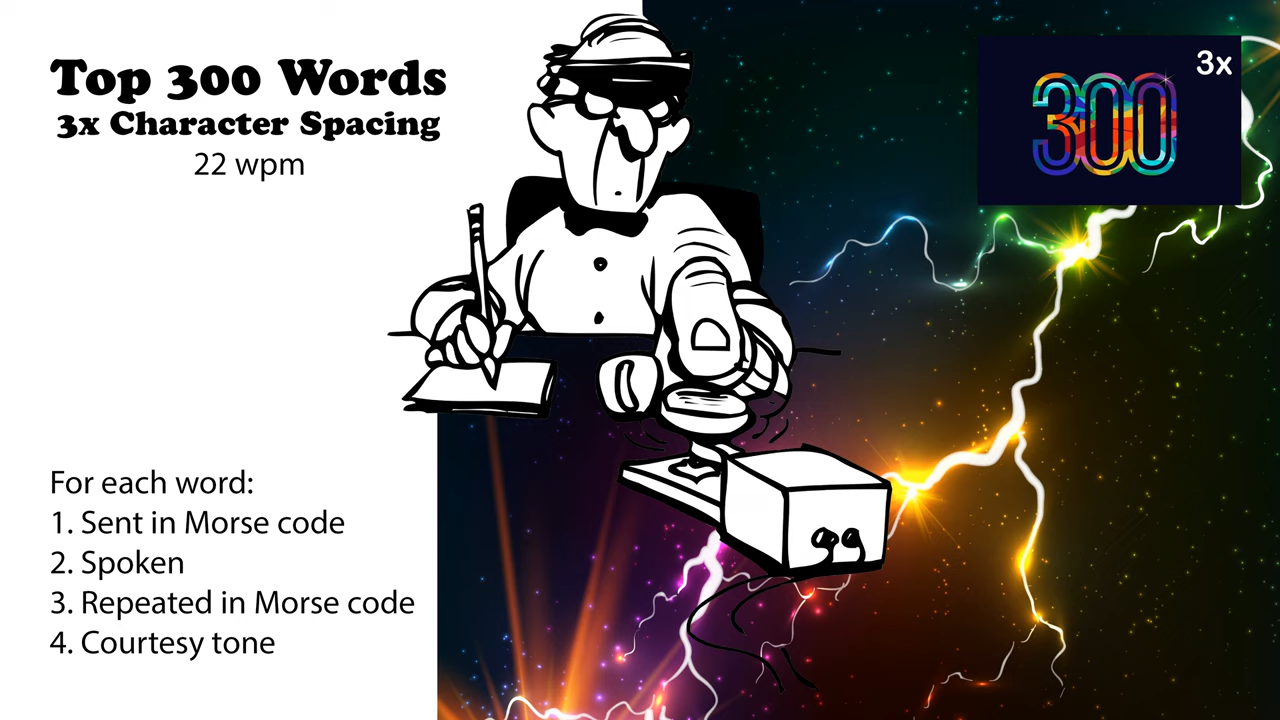 Top 300 Words
3x Character Spacing
22 wpm
3x
300
For each word:
1. Sent in Morse code
2. Spoken
3. Repeated in Morse code
4. Courtesy tone